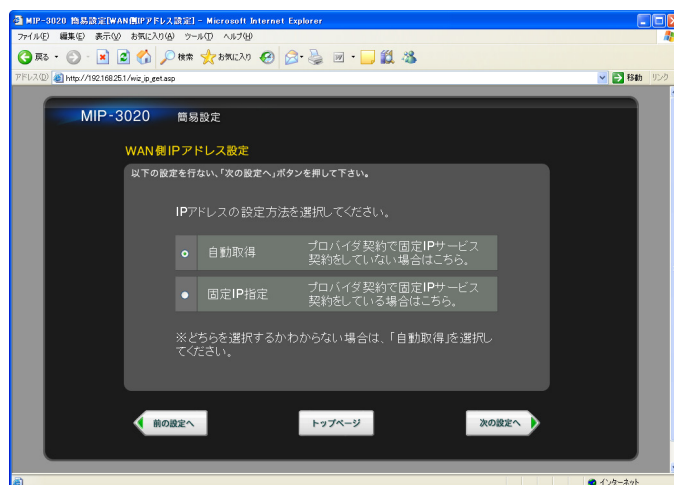 MIP-3020 簡易設定[WAN側IPアドレス設定] - Microsoft Internet Explorer
ファイル(F) 編集(E) 表示(V) お気に入り(A) ツール(T) ヘルプ(H)
戻る 検索 お気に入り
アドレス(D) http://192.168.25.1/wiz_ip_get.asp 移動 リンク
MIP-3020 簡易設定
WAN側IPアドレス設定
以下の設定を行ない、「次の設定へ」ボタンを押して下さい。
IPアドレスの設定方法を選択してください。
自動取得 プロバイダ契約で固定IPサービス
契約をしていない場合はこちら。
固定IP指定 プロバイダ契約で固定IPサービス
契約をしている場合はこちら。
※どちらを選択するかわからない場合は、「自動取得」を選択し
てください。
前の設定へ トップページ 次の設定へ
インターネット